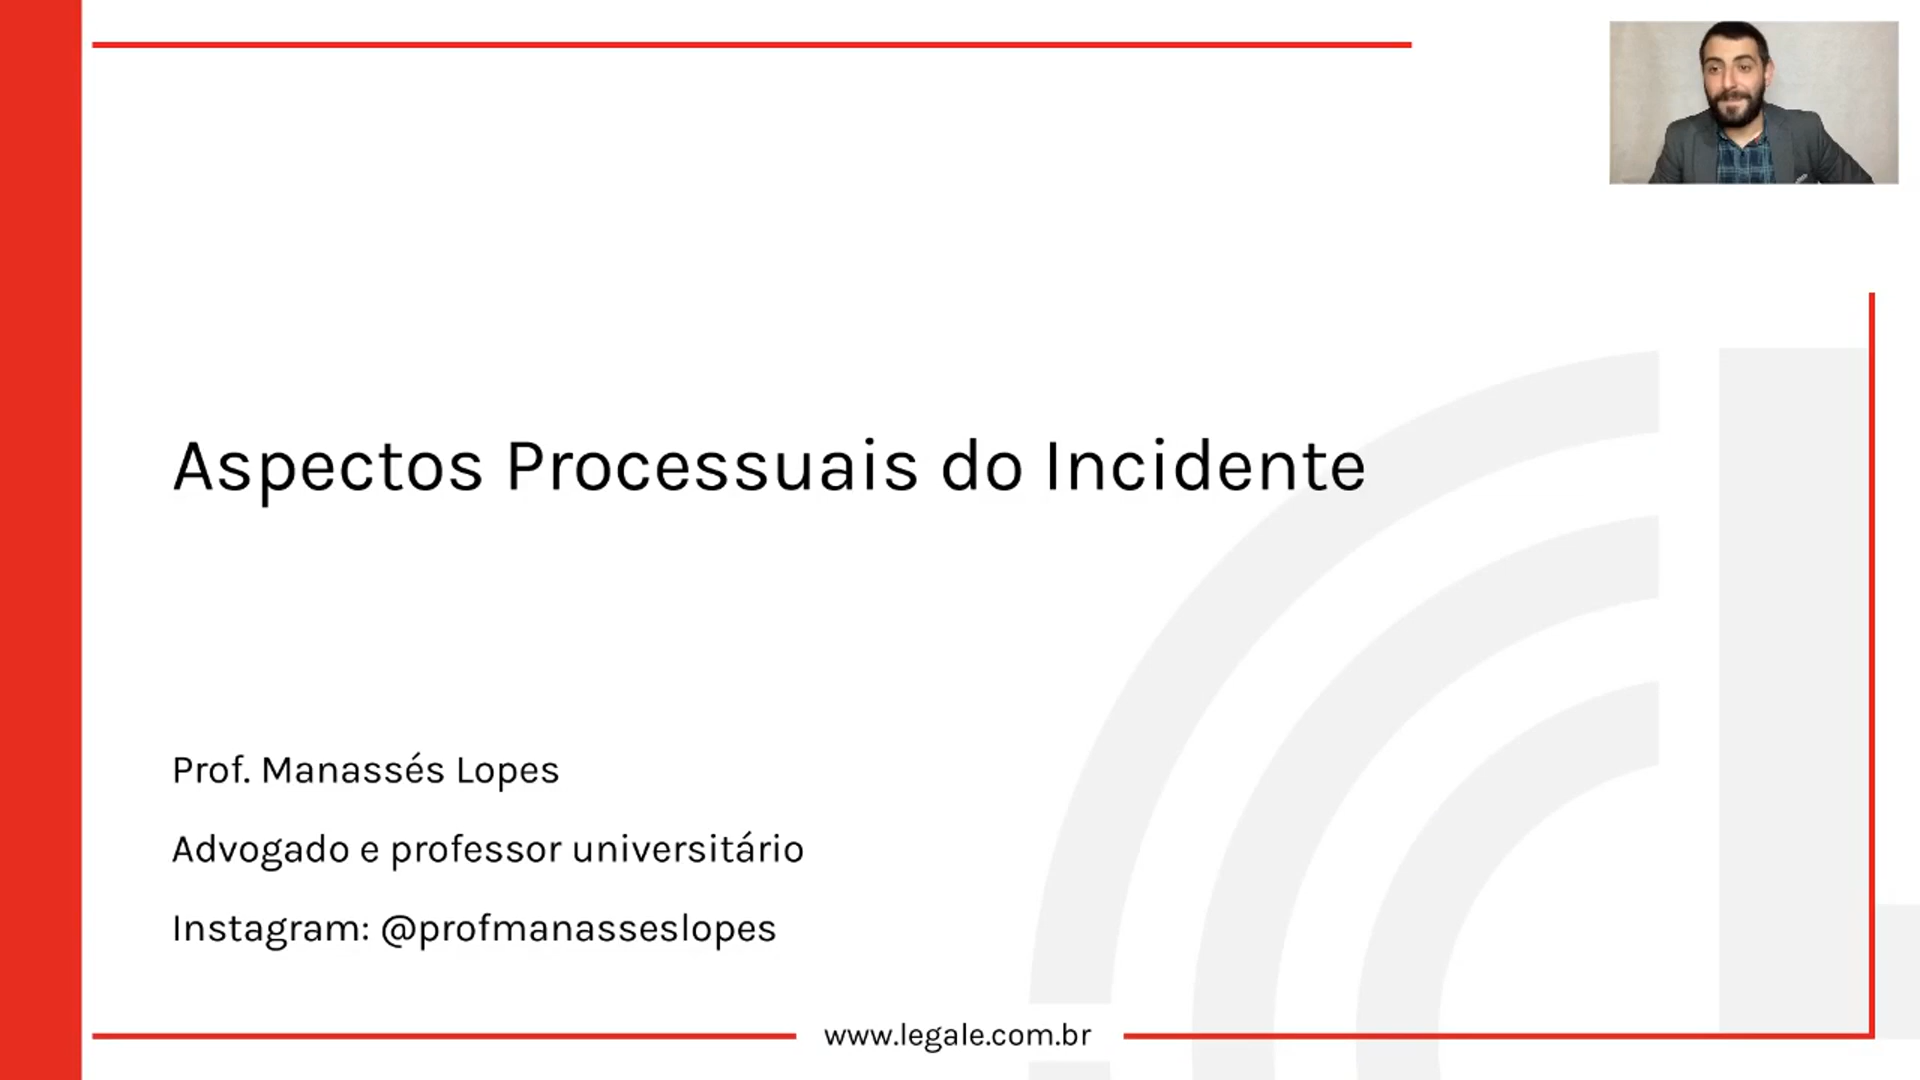 Aspectos Processuais do Incidente
Prof. Manassés Lopes
Advogado e professor universitário
Instagram: @profmanasseslopes
www.legale.com.br